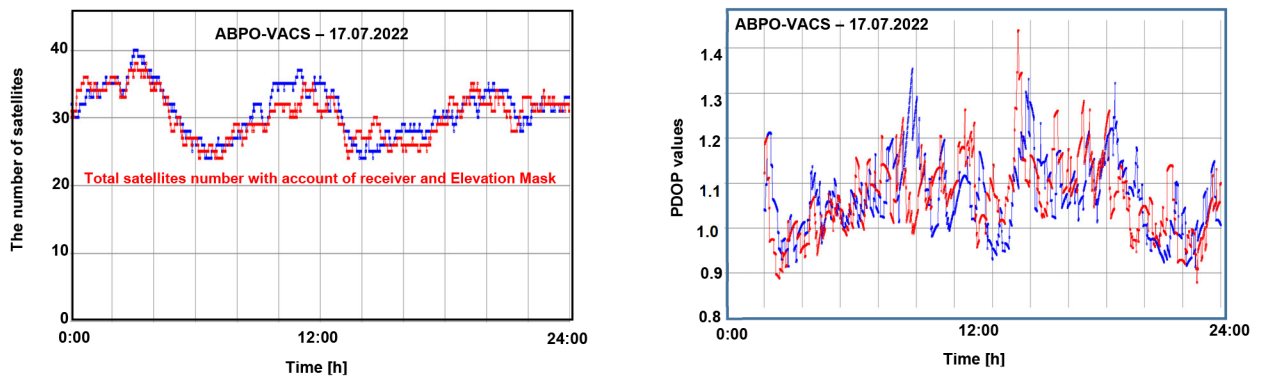 ABPO-VACS – 17.07.2022
The number of satellites
40
30
20
10
0
Total satellites number with account of receiver and Elevation Mask
0:00 12:00 24:00
Time [h]
ABPO-VACS – 17.07.2022
PDOP values
1.4
1.3
1.2
1.1
1.0
0.9
0.8
0:00 12:00 24:00
Time [h]